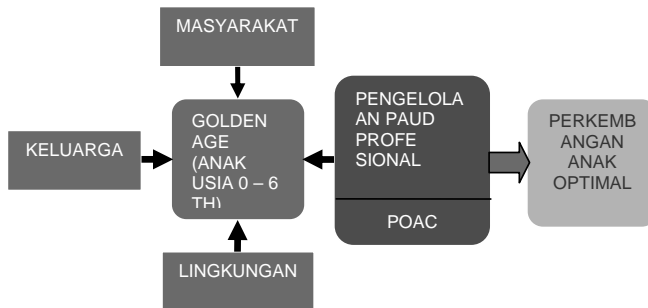 MASYARAKAT
KELUARGA
GOLDEN
AGE
(ANAK
USIA 0 – 6
TH)
LINGKUNGAN
PENGELOLA
AN PAUD
PROFE
SIONAL
POAC
PERKEMB
ANGAN
ANAK
OPTIMAL